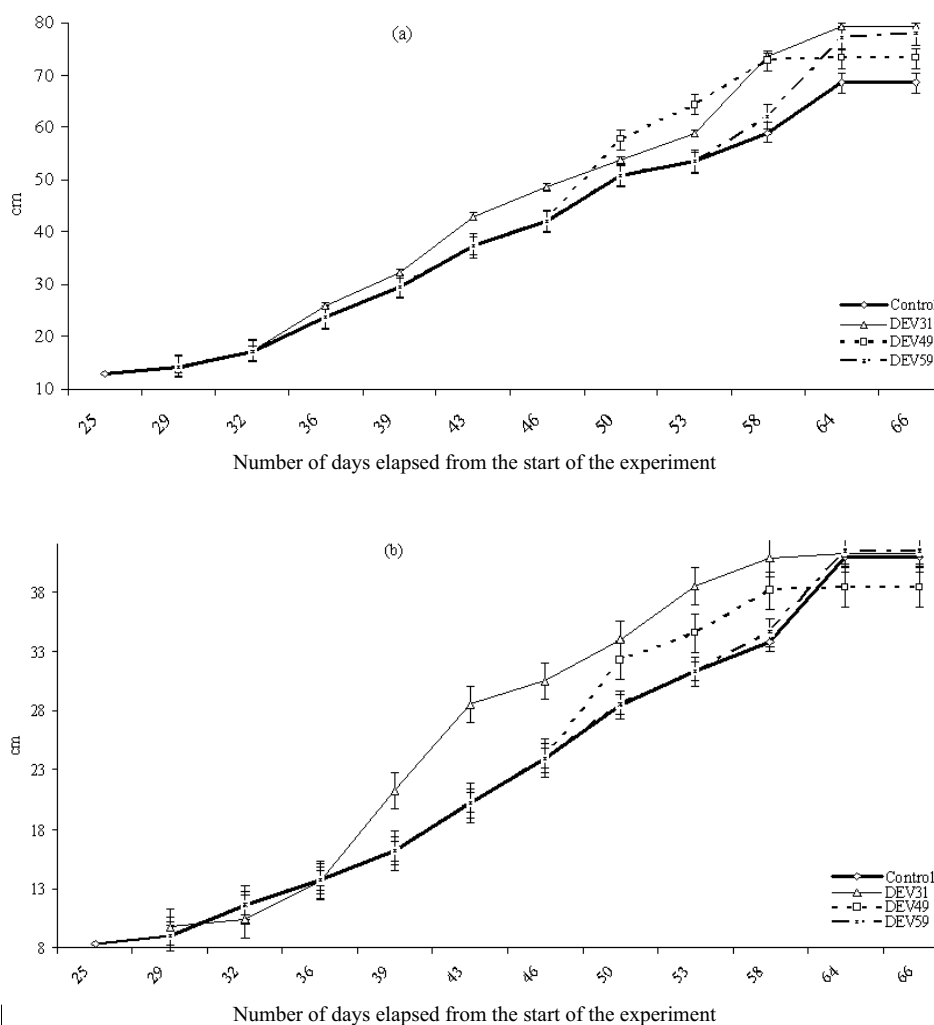 (a)
80
70
60
50
40
30
20
10
cm
25 29 32 36 39 43 46 50 53 58 64 66
Control
DEV31
DEV49
DEV59
Number of days elapsed from the start of the experiment
(b)
38
33
28
23
18
13
8
cm
25 29 32 36 39 43 46 50 53 58 64 66
Control
DEV31
DEV49
DEV59
Number of days elapsed from the start of the experiment